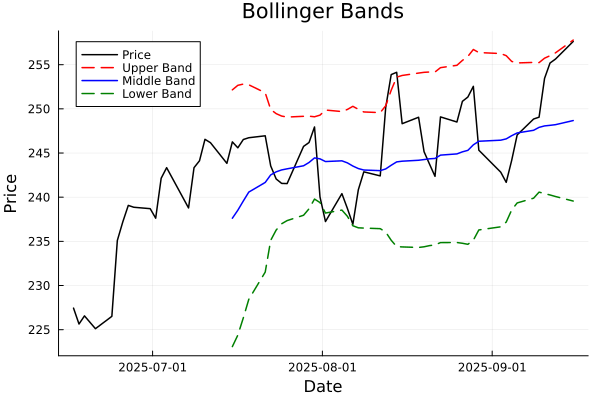 Bollinger Bands
Price
Upper Band
Middle Band
Lower Band
255
250
245
240
235
230
225
Price
2025-07-01 2025-08-01 2025-09-01
Date